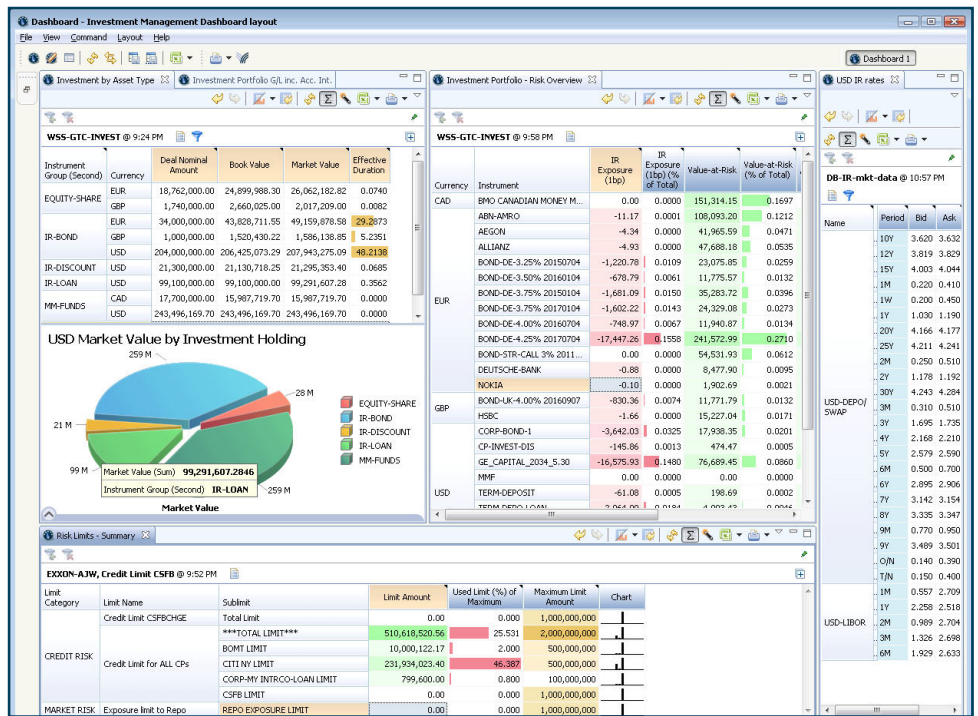 Dashboard - Investment Management Dashboard layout
File View Command Layout Help
Dashboard 1
Investment by Asset Type Investment Portfolio G/L inc. Acc. Int.
WSS-GTC-INVEST @ 9:24 PM
Instrument Group (Second) Currency Deal Nominal Amount Book Value Market Value Effective Duration
EQUITY-SHARE EUR 18,762,000.00 24,899,988.30 26,062,182.82 0.0740
GBP 1,740,000.00 2,660,025.00 2,017,209.00 0.0082
IR-BOND EUR 34,000,000.00 43,828,711.55 49,159,878.58 29.2873
GBP 1,000,000.00 1,520,430.22 1,586,138.85 5.2351
USD 204,000,000.00 206,425,073.29 207,943,275.09 48.2138
IR-DISCOUNT USD 21,300,000.00 21,130,718.25 21,295,353.40 0.0685
IR-LOAN USD 99,100,000.00 99,100,000.00 99,291,607.28 0.3562
MM-FUNDS CAD 17,700,000.00 15,987,719.70 15,987,719.70 0.0000
USD 243,496,169.70 243,496,169.70 243,496,169.70 0.0000
USD Market Value by Investment Holding
259 M
28 M
21 M
99 M
259 M
Market Value (Sum) 99,291,607.2846
Instrument Group (Second) IR-LOAN
Market Value
EQUITY-SHARE
IR-BOND
IR-DISCOUNT
IR-LOAN
MM-FUNDS
Investment Portfolio - Risk Overview
WSS-GTC-INVEST @ 9:58 PM
Currency Instrument IR Exposure (1bp) IR Exposure (1bp) (% of Total) Value-at-Risk Value-at-Risk (% of Total)
CAD BMO CANADIAN MONEY M... 0.00 0.0000 151,314.15 0.1697
EUR ABN-AMRO -11.17 0.0001 108,093.20 0.1212
AEGON -4.34 0.0000 41,965.59 0.0471
ALLIANZ -4.93 0.0000 47,688.18 0.0535
BOND-DE-3.25% 20150704 -1,220.78 0.0109 23,075.85 0.0259
BOND-DE-3.50% 20160104 -678.79 0.0061 11,775.57 0.0132
BOND-DE-3.75% 20150104 -1,681.09 0.0150 35,283.72 0.0396
BOND-DE-3.75% 20170104 -1,602.22 0.0143 24,329.08 0.0273
BOND-DE-4.00% 20160704 -748.97 0.0067 11,940.87 0.0134
BOND-DE-4.25% 20170704 -17,447.26 0.1558 241,572.99 0.2710
BOND-STR-CALL 3% 2011... 0.00 0.0000 54,531.93 0.0612
DEUTSCHE-BANK -0.88 0.0000 8,477.90 0.0095
NOKIA -0.10 0.0000 1,902.69 0.0021
GBP BOND-UK-4.00% 20160907 -830.36 0.0074 11,771.79 0.0132
HSBC -1.66 0.0000 15,227.04 0.0171
USD CORP-BOND-1 -3,642.03 0.0325 17,938.35 0.0201
CP-INVEST-DIS -145.86 0.0013 474.47 0.0005
GE_CAPITAL_2034_5.30 -16,575.93 0.1480 76,689.45 0.0860
MMF 0.00 0.0000 0.00 0.0000
TERM-DEPOSIT -61.08 0.0005 198.69 0.0002
USD IR rates
DB-IR-mkt-data @ 10:57 PM
Name Period Bid Ask
USD-DEPO/SWAP .. 10Y 3.620 3.632
.. 12Y 3.819 3.829
.. 15Y 4.003 4.044
.. 1M 0.220 0.410
.. 1W 0.200 0.450
.. 1Y 1.030 1.190
.. 20Y 4.166 4.177
.. 25Y 4.211 4.241
.. 2M 0.250 0.510
.. 2Y 1.178 1.192
.. 30Y 4.243 4.284
.. 3M 0.310 0.510
.. 3Y 1.695 1.735
.. 4Y 2.168 2.210
.. 5Y 2.579 2.590
.. 6M 0.500 0.700
.. 6Y 2.895 2.906
.. 7Y 3.142 3.154
.. 8Y 3.335 3.347
.. 9M 0.770 0.950
.. 9Y 3.489 3.501
.. O/N 0.140 0.390
.. T/N 0.150 0.400
USD-LIBOR .. 1M 0.557 2.709
.. 1Y 2.258 2.518
.. 2M 0.989 2.704
.. 3M 1.326 2.698
.. 6M 1.929 2.633
Risk Limits - Summary
EXXON-AJW, Credit Limit CSFB @ 9:52 PM
Limit Category Limit Name Sublimit Limit Amount Used Limit (%) of Maximum Maximum Limit Amount Chart
CREDIT RISK Credit Limit CSFBCHGE Total Limit 0.00 0.000 1,000,000,000
Credit Limit for ALL CPs ***TOTAL LIMIT*** 510,618,520.56 25.531 2,000,000,000
BOMT LIMIT 10,000,122.17 2.000 500,000,000
CITI NY LIMIT 231,934,023.40 46.387 500,000,000
CORP-MY INTRCO-LOAN LIMIT 799,600.00 0.800 100,000,000
CSFB LIMIT 0.00 0.000 1,000,000,000
MARKET RISK Exposure limit to Repo REPO EXPOSURE LIMIT 0.00 0.000 1,000,000,000